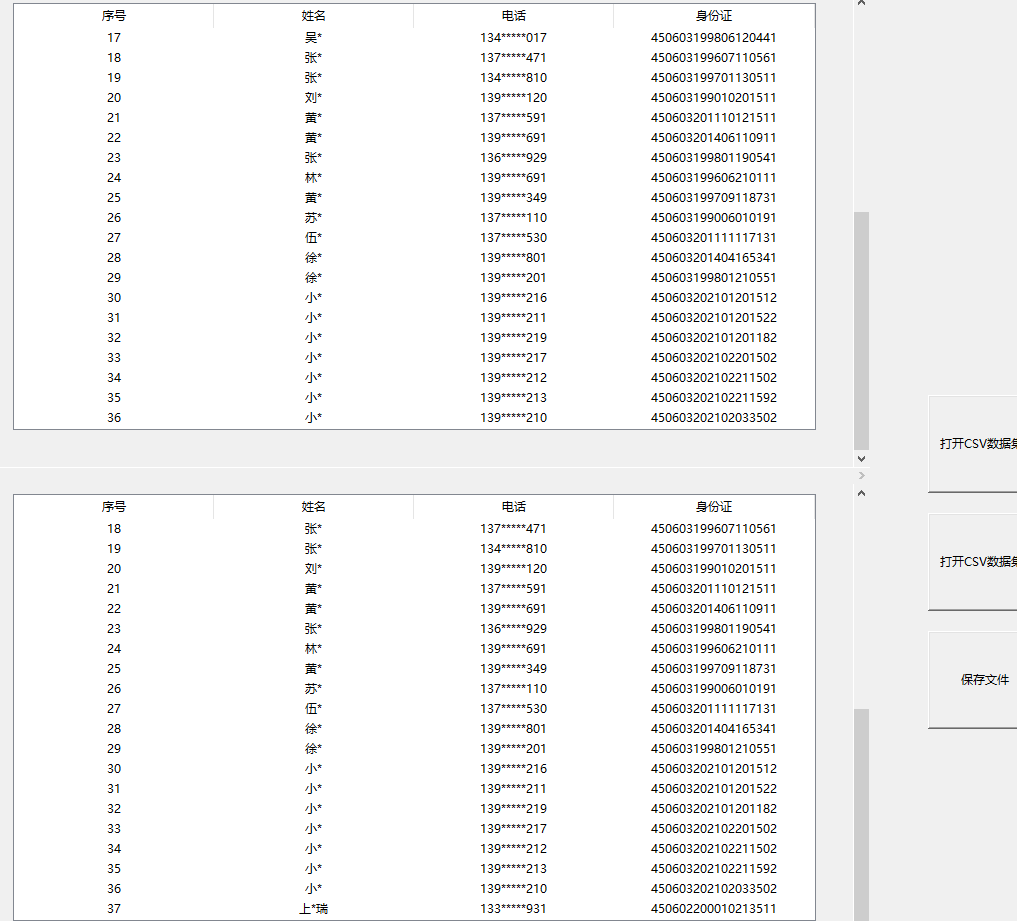 序号 姓名 电话 身份证
17 吴* 134*****017 450603199806120441
18 张* 137*****471 450603199607110561
19 张* 134*****810 450603199701130511
20 刘* 139*****120 450603199010201511
21 黄* 137*****591 450603201110121511
22 黄* 139*****691 450603201406110911
23 张* 136*****929 450603199801190541
24 林* 139*****691 450603199606210111
25 黄* 139*****349 450603199709118731
26 苏* 137*****110 450603199006010191
27 伍* 137*****530 450603201111117131
28 徐* 139*****801 450603201404165341
29 徐* 139*****201 450603199801210551
30 小* 139*****216 450603202101201512
31 小* 139*****211 450603202101201522
32 小* 139*****219 450603202101201182
33 小* 139*****217 450603202102201502
34 小* 139*****212 450603202102211502
35 小* 139*****213 450603202102211592
36 小* 139*****210 450603202102033502
打开CSV数据集
序号 姓名 电话 身份证
18 张* 137*****471 450603199607110561
19 张* 134*****810 450603199701130511
20 刘* 139*****120 450603199010201511
21 黄* 137*****591 450603201110121511
打开CSV数据集
22 黄* 139*****691 450603201406110911
23 张* 136*****929 450603199801190541
24 林* 139*****691 450603199606210111
25 黄* 139*****349 450603199709118731
保存文件
26 苏* 137*****110 450603199006010191
27 伍* 137*****530 450603201111117131
28 徐* 139*****801 450603201404165341
29 徐* 139*****201 450603199801210551
30 小* 139*****216 450603202101201512
31 小* 139*****211 450603202101201522
32 小* 139*****219 450603202101201182
33 小* 139*****217 450603202102201502
34 小* 139*****212 450603202102211502
35 小* 139*****213 450603202102211592
36 小* 139*****210 450603202102033502
37 上*瑞 133*****931 450602200010213511